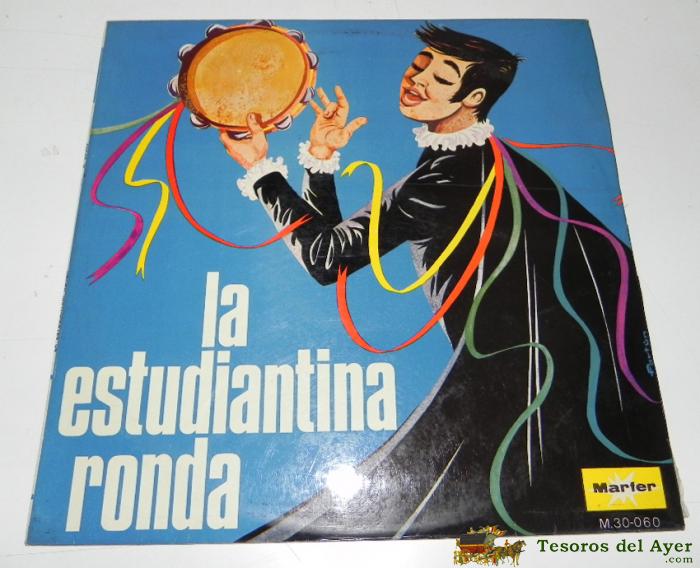 la
estudiantina
ronda
Marfer
M.30-060
Tesoros del Ayer
.com